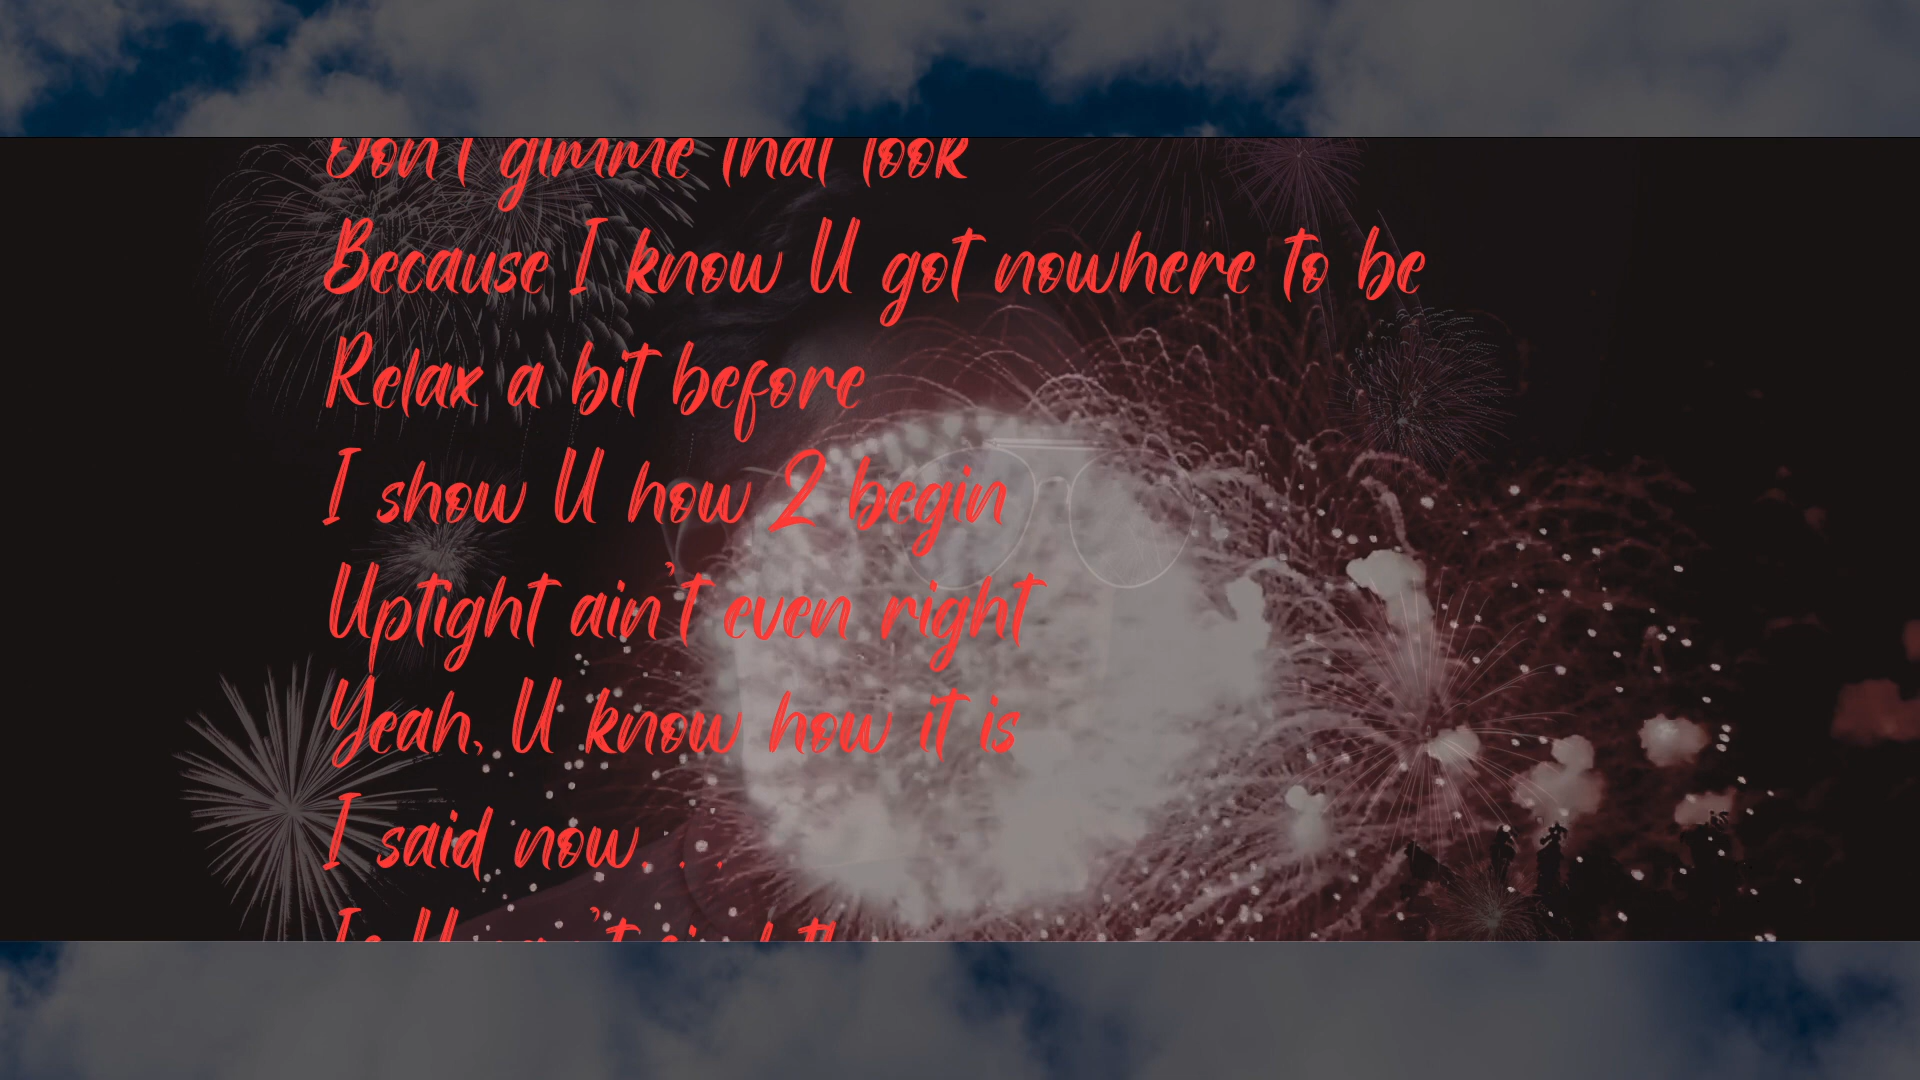 Don't gimme that look
Because I know U got nowhere to be
Relax a bit before
I show U how 2 begin
Uptight ain't even right
Yeah, U know how it is
I said now. . .